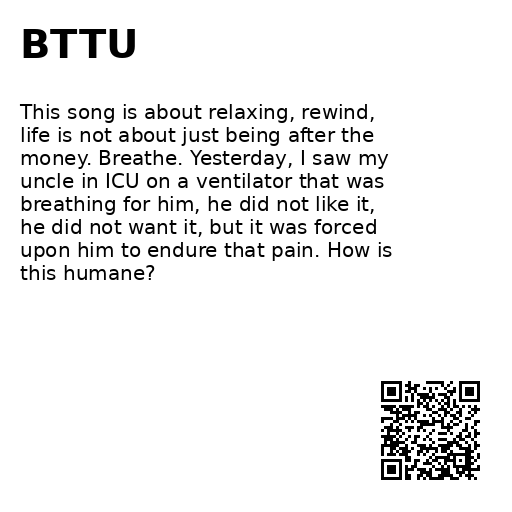 BTTU
This song is about relaxing, rewind,
life is not about just being after the
money. Breathe. Yesterday, I saw my
uncle in ICU on a ventilator that was
breathing for him, he did not like it,
he did not want it, but it was forced
upon him to endure that pain. How is
this humane?